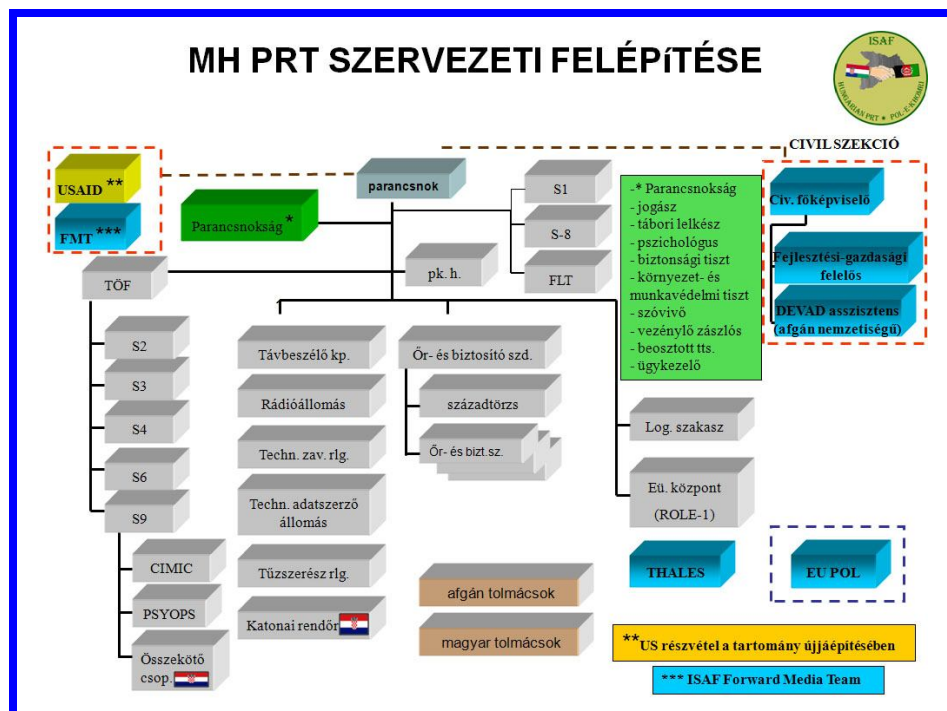 MH PRT SZERVEZETI FELÉPíTÉSE
ISAF
HUNGARIAN PRT • POL-E-KHOMRI
CIVIL SZEKCIÓ
USAID **
FMT ***
parancsnok
Parancsnokság *
S1
S-8
FLT
pk. h.
TÖF
S2
S3
S4
S6
S9
CIMIC
PSYOPS
Összekötő
csop.
Távbeszélő kp.
Rádióállomás
Techn. zav. rlg.
Techn. adatszerző
állomás
Tűzszerész rlg.
Katonai rendőr
Őr- és biztosító szd.
századtörzs
Őr- és bizt.sz.
afgán tolmácsok
magyar tolmácsok
-* Parancsnokság
- jogász
- tábori lelkész
- pszichológus
- biztonsági tiszt
- környezet- és
munkavédelmi tiszt
- szóvivő
- vezénylő zászlós
- beosztott tts.
- ügykezelő
Civ. főképviselő
Fejlesztési-gazdasági
felelős
DEVAD asszisztens
(afgán nemzetiségű)
Log. szakasz
Eü. központ
(ROLE-1)
THALES
EU POL
**US részvétel a tartomány újjáépítésében
*** ISAF Forward Media Team